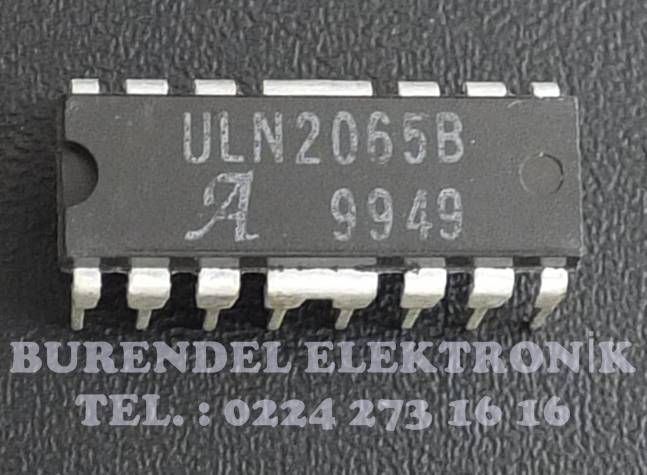 ULN2065B
A 9949
BURENDEL ELEKTRONİK
TEL. : 0224 273 16 16